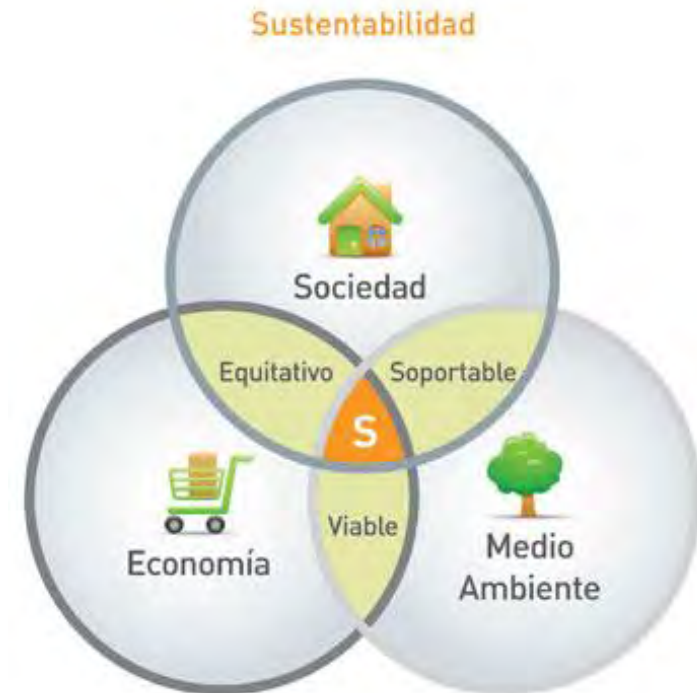 Sustentabilidad
Sociedad
Equitativo
Soportable
S
Viable
Economía
Medio
Ambiente